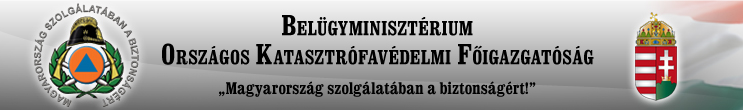 MAGYARORSZÁG SZOLGÁLATÁBAN A BIZTONSÁGÉRT
BELÜGYMINISZTÉRIUM
ORSZÁGOS KATASZTRÓFAVÉDELMI FŐIGAZGATÓSÁG
„Magyarország szolgálatában a biztonságért!”